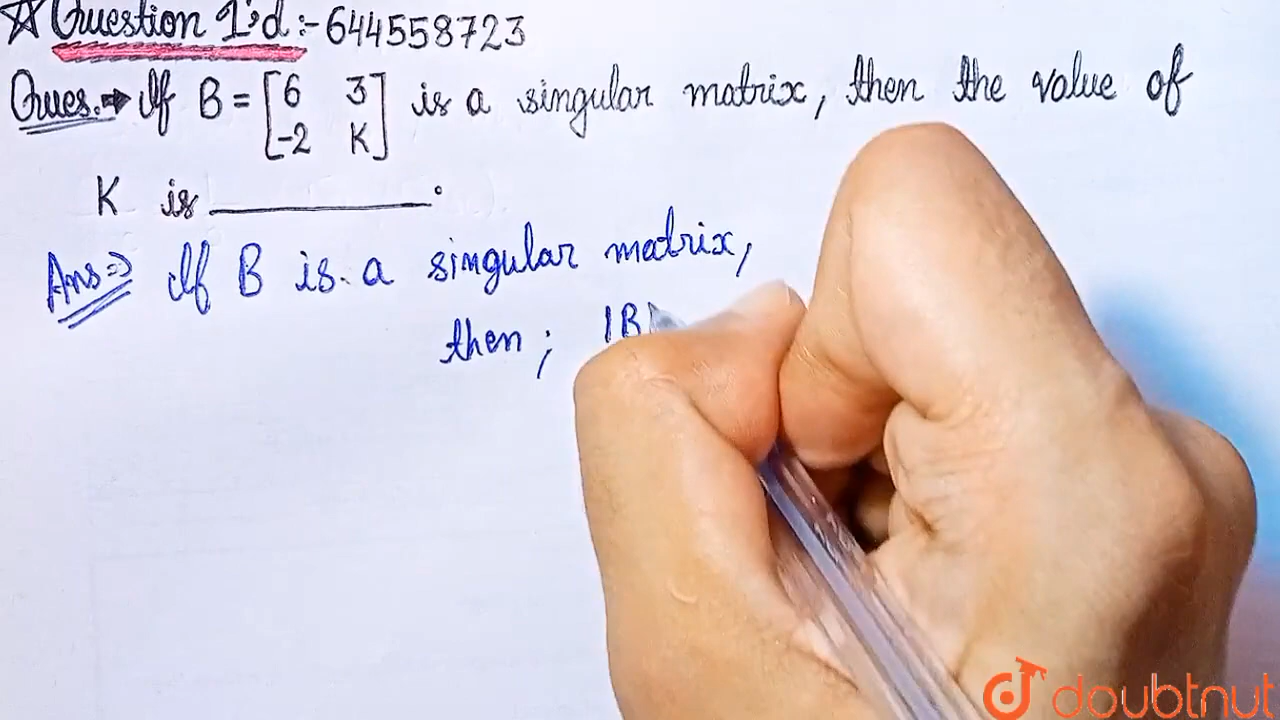 ☆ Question I'd :- 644558723
Ques. → If B = [6 3
-2 K] is a singular matrix, then the value of
K is ________.
Ans ⇒ If B is a singular matrix,
then ; |B|
doubtnut